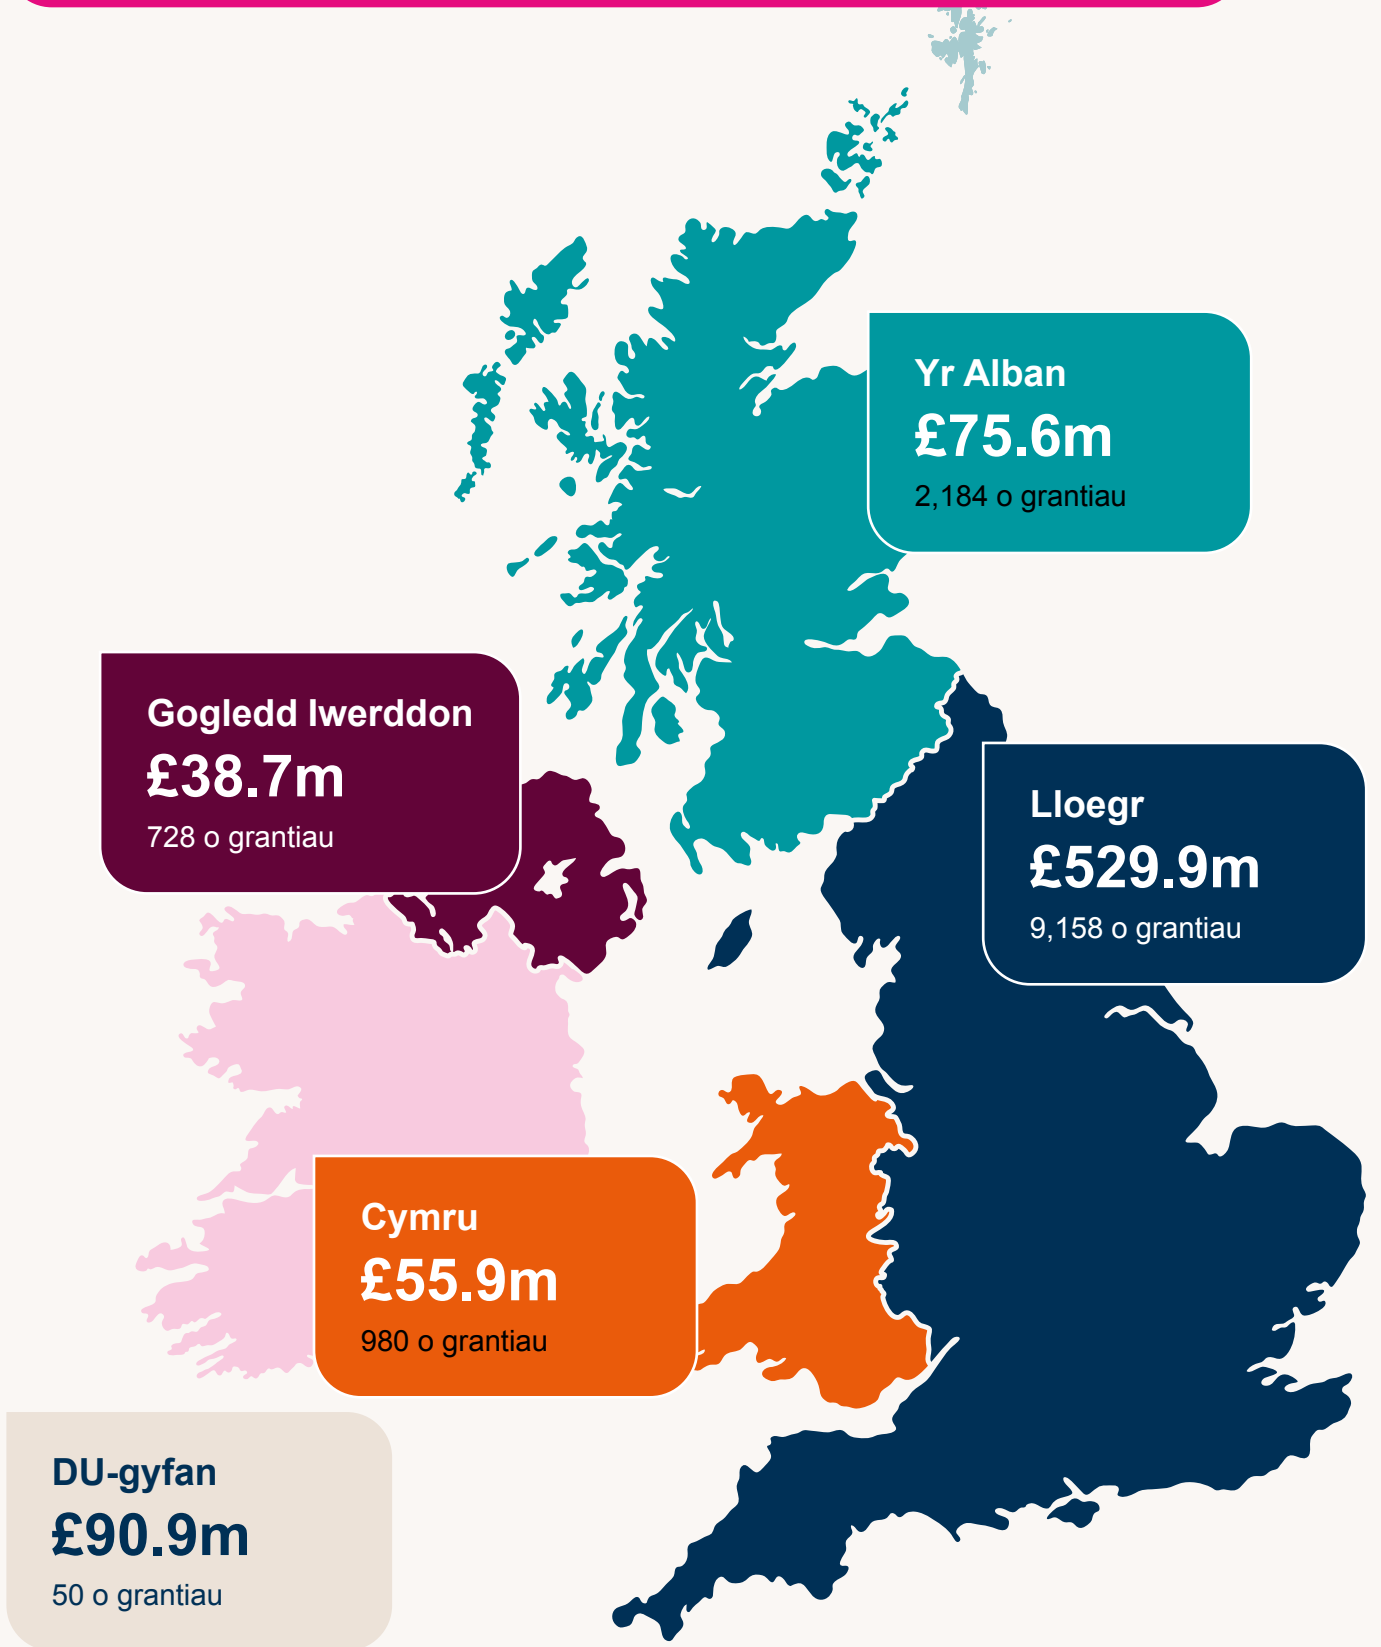 Yr Alban
£75.6m
2,184 o grantiau
Gogledd Iwerddon
£38.7m
728 o grantiau
Lloegr
£529.9m
9,158 o grantiau
Cymru
£55.9m
980 o grantiau
DU-gyfan
£90.9m
50 o grantiau